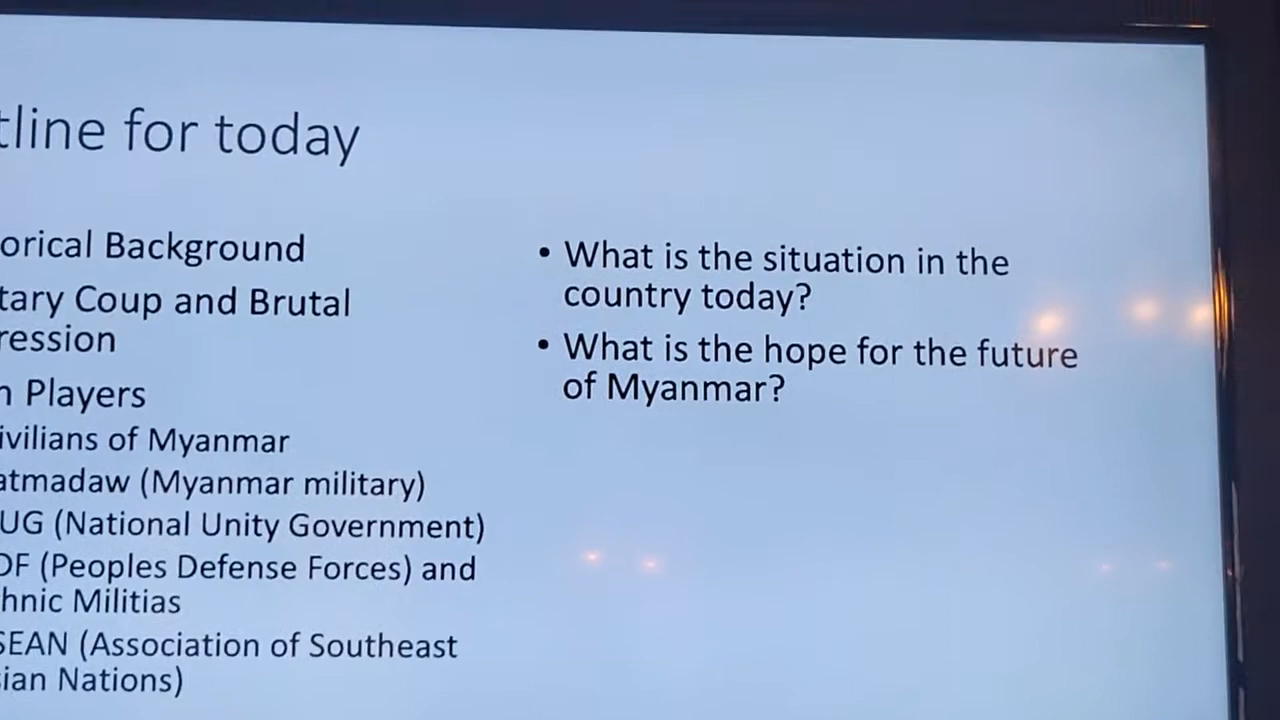 tline for today
orical Background
tary Coup and Brutal
ression
n Players
ivilians of Myanmar
atmadaw (Myanmar military)
UG (National Unity Government)
DF (Peoples Defense Forces) and
hnic Militias
SEAN (Association of Southeast
sian Nations)
• What is the situation in the
country today?
• What is the hope for the future
of Myanmar?